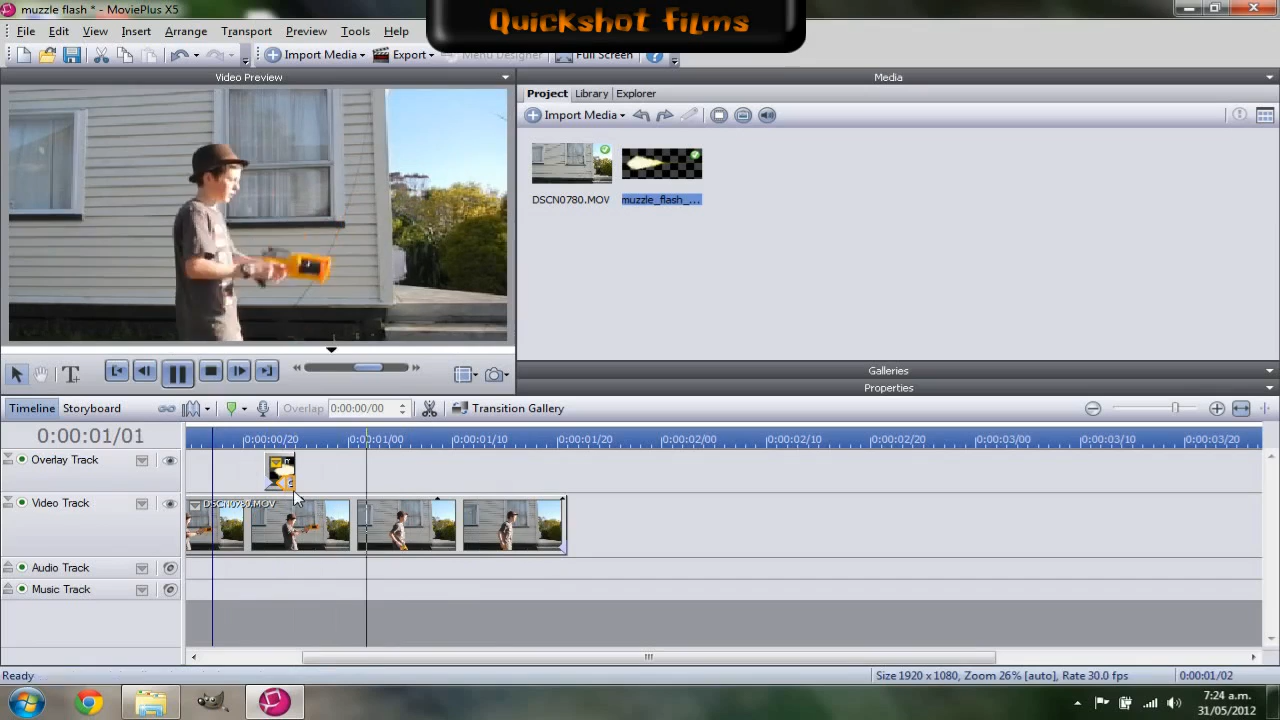 muzzle flash * - MoviePlus X5
Quickshot films
File Edit View Insert Arrange Transport Preview Tools Help
Import Media Export Menu Designer Full Screen
Video Preview
Media
Project Library Explorer
Import Media
DSCN0780.MOV muzzle_flash_...
Galleries
Properties
Timeline Storyboard Overlap 0:00:00/00 Transition Gallery
0:00:01/01 0:00:00/20 0:00:01/00 0:00:01/10 0:00:01/20 0:00:02/00 0:00:02/10 0:00:02/20 0:00:03/00 0:00:03/10 0:00:03/20
Overlay Track
Video Track DSCN0780.MOV
Audio Track
Music Track
Ready Size 1920 x 1080, Zoom 26% [auto], Rate 30.0 fps 0:00:01/02
7:24 a.m.
31/05/2012